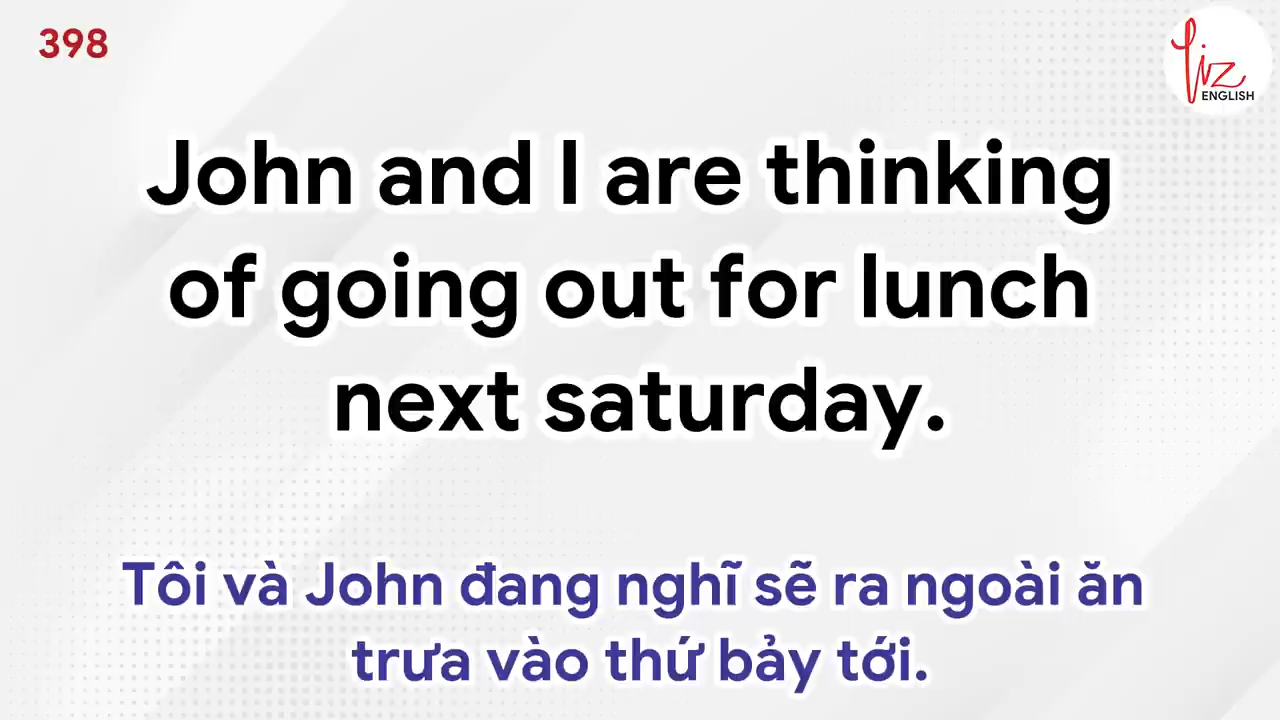 398
Liz
ENGLISH
John and I are thinking
of going out for lunch
next saturday.
Tôi và John đang nghĩ sẽ ra ngoài ăn
trưa vào thứ bảy tới.